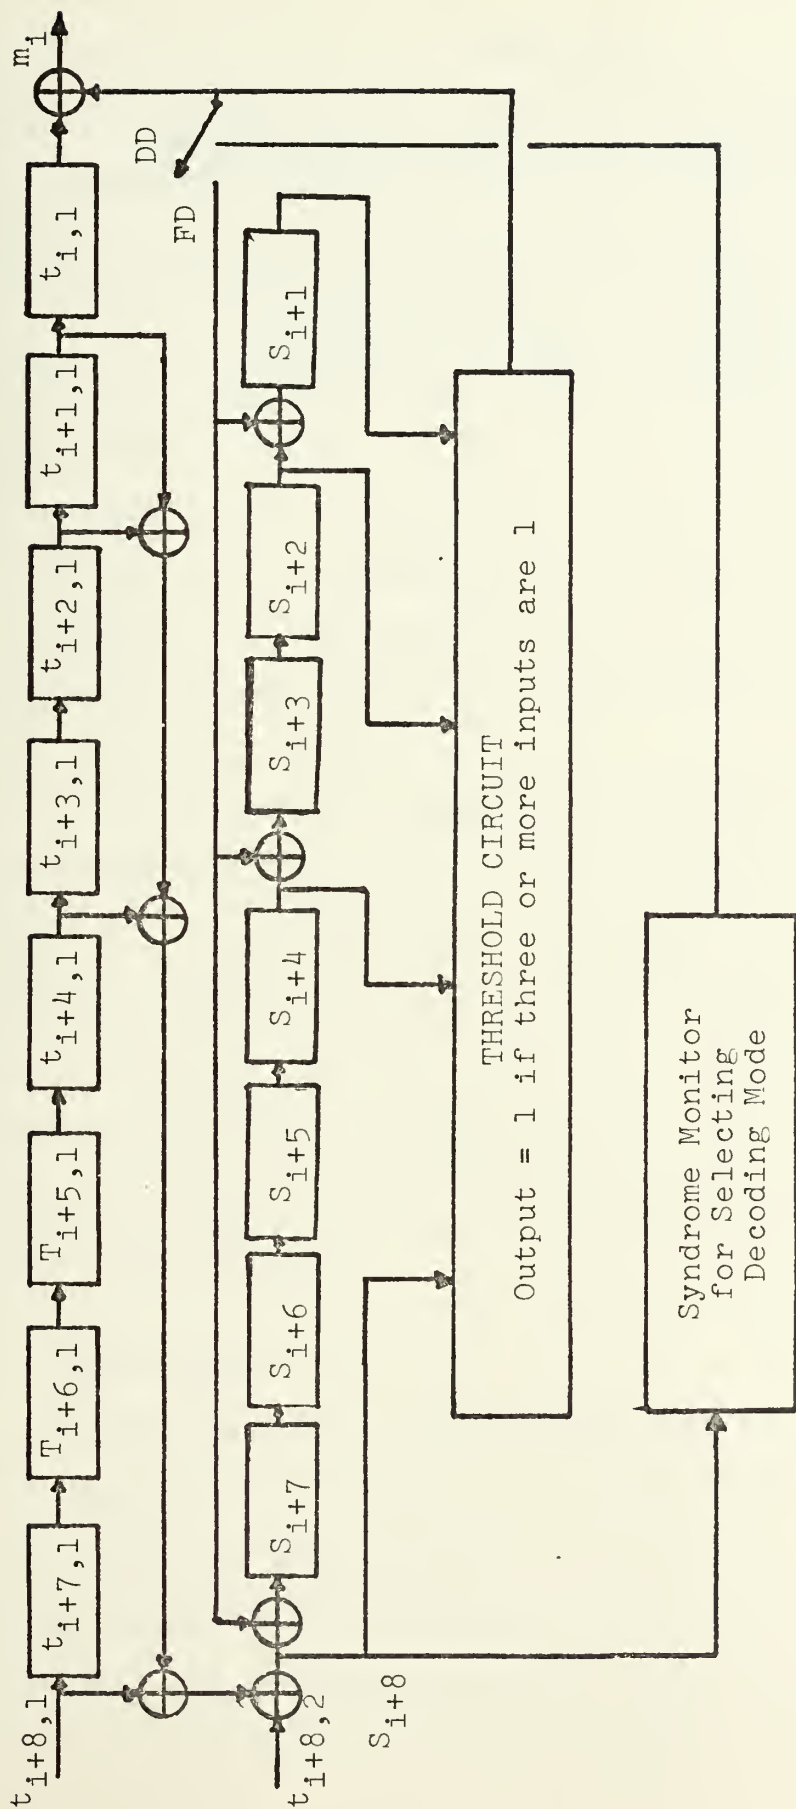 t_{i+8,1}
t_{i+7,1}
T_{i+6,1}
T_{i+5,1}
t_{i+4,1}
t_{i+3,1}
t_{i+2,1}
t_{i+1,1}
t_{i,1}
m_i
DD
FD
t_{i+8,2}
S_{i+7}
S_{i+6}
S_{i+5}
S_{i+4}
S_{i+3}
S_{i+2}
S_{i+1}
S_{i+8}
THRESHOLD CIRCUIT
Output = 1 if three or more inputs are 1
Syndrome Monitor
for Selecting
Decoding Mode